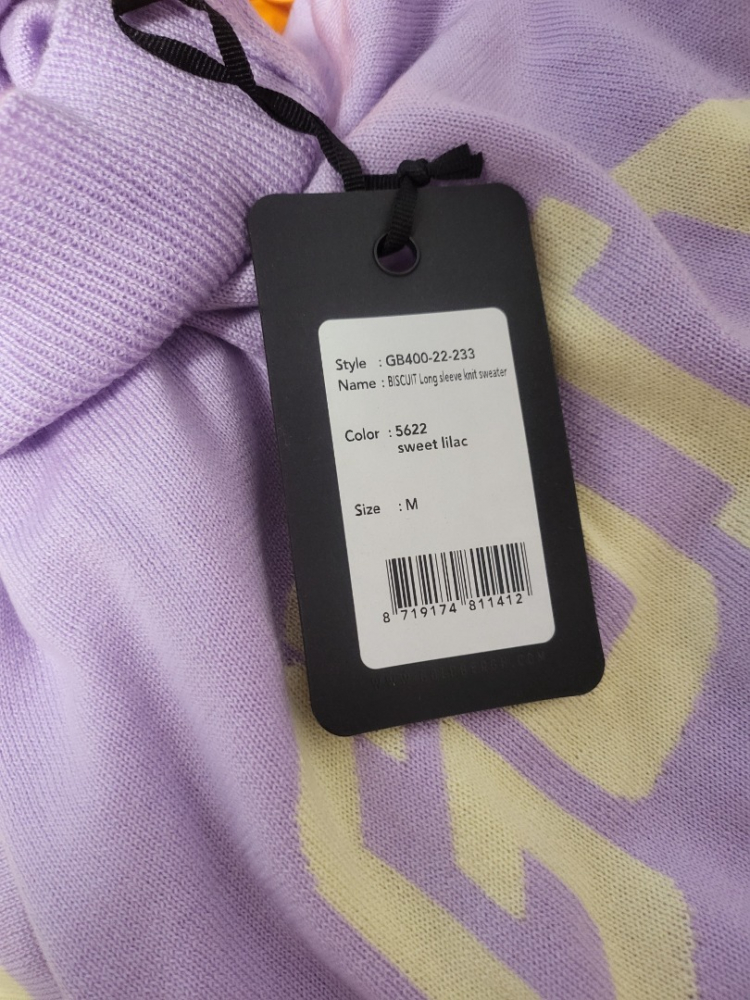 Style : GB400-22-233
Name : BISCUIT Long sleeve knit sweater
Color : 5622
sweet lilac
Size : M
8 719174 811412